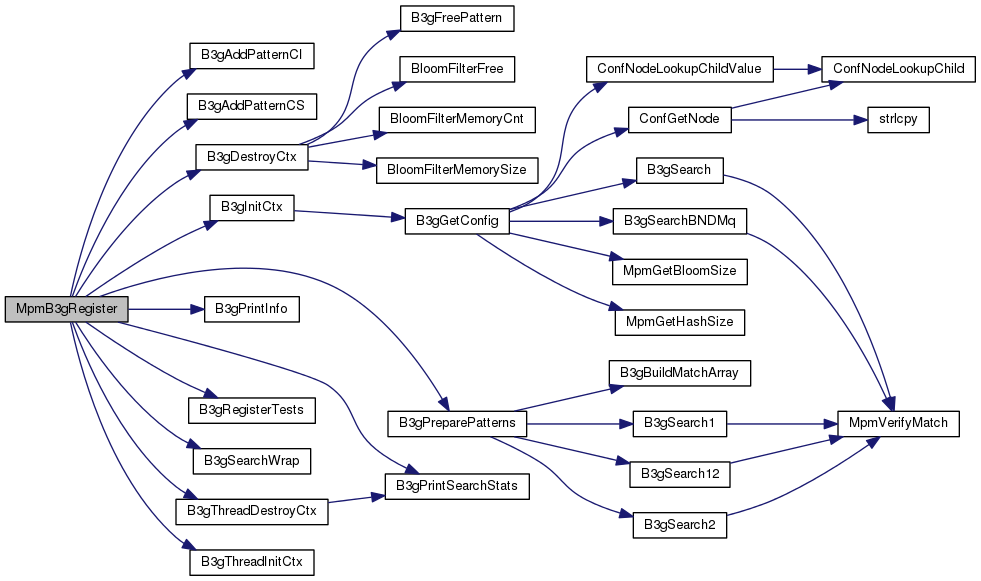 MpmB3gRegister
B3gAddPatternCI
B3gAddPatternCS
B3gDestroyCtx
B3gInitCtx
B3gPrintInfo
B3gRegisterTests
B3gSearchWrap
B3gThreadDestroyCtx
B3gThreadInitCtx
B3gFreePattern
BloomFilterFree
BloomFilterMemoryCnt
BloomFilterMemorySize
B3gGetConfig
B3gPreparePatterns
B3gPrintSearchStats
ConfNodeLookupChildValue
ConfGetNode
B3gSearch
B3gSearchBNDMq
MpmGetBloomSize
MpmGetHashSize
B3gBuildMatchArray
B3gSearch1
B3gSearch12
B3gSearch2
ConfNodeLookupChild
strlcpy
MpmVerifyMatch